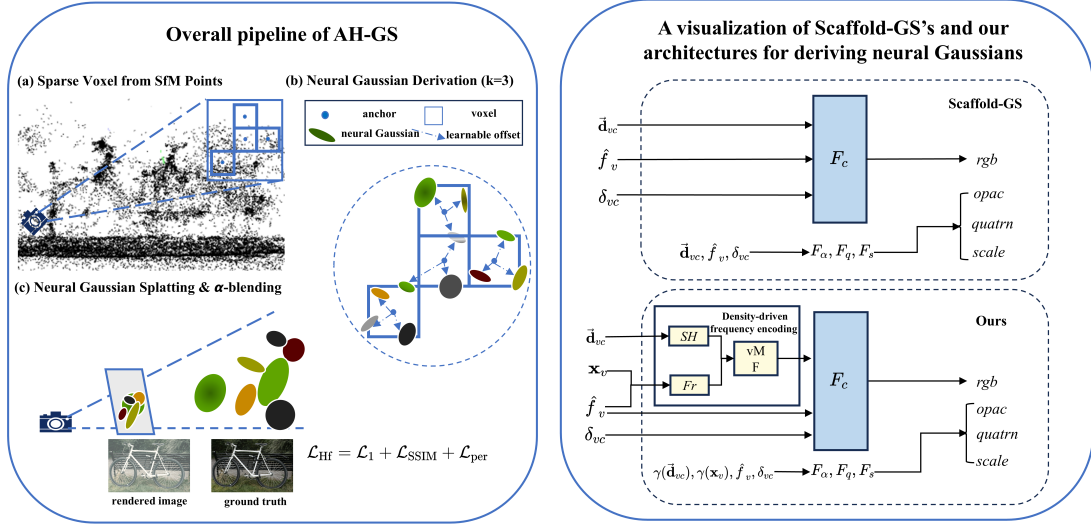 Overall pipeline of AH-GS
(a) Sparse Voxel from SfM Points
(b) Neural Gaussian Derivation (k=3)
anchor
voxel
neural Gaussian
learnable offset
(c) Neural Gaussian Splatting & α-blending
rendered image
ground truth
ℒ_Hf = ℒ_1 + ℒ_SSIM + ℒ_per
A visualization of Scaffold-GS's and our
architectures for deriving neural Gaussians
Scaffold-GS
d⃗_vc
f̂_v
δ_vc
F_c
rgb
opac
quatrn
scale
d⃗_vc, f̂_v, δ_vc
F_α, F_q, F_s
Ours
Density-driven
frequency encoding
d⃗_vc
x_v
f̂_v
δ_vc
SH
Fr
vM
F
F_c
rgb
opac
quatrn
scale
γ(d⃗_vc), γ(x_v), f̂_v, δ_vc
F_α, F_q, F_s